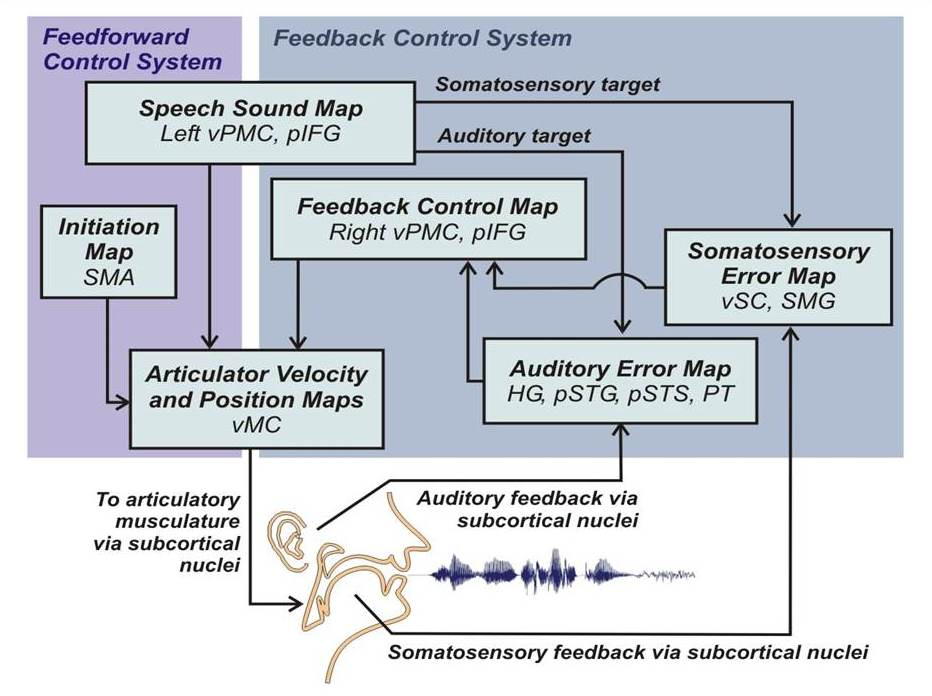 Feedforward
Control System
Feedback Control System
Speech Sound Map
Left vPMC, pIFG
Somatosensory target
Auditory target
Initiation
Map
SMA
Feedback Control Map
Right vPMC, pIFG
Somatosensory
Error Map
vSC, SMG
Articulator Velocity
and Position Maps
vMC
Auditory Error Map
HG, pSTG, pSTS, PT
To articulatory
musculature
via subcortical
nuclei
Auditory feedback via
subcortical nuclei
Somatosensory feedback via subcortical nuclei